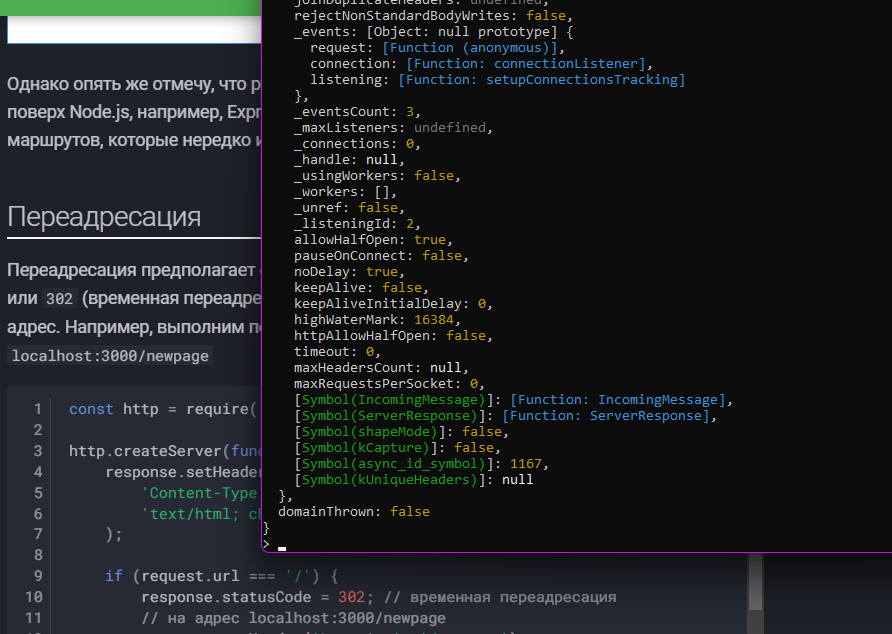 rejectNonStandardBodyWrites: false,
_events: [Object: null prototype] {
request: [Function (anonymous)],
connection: [Function: connectionListener],
listening: [Function: setupConnectionsTracking]
},
_eventsCount: 3,
_maxListeners: undefined,
_connections: 0,
_handle: null,
_usingWorkers: false,
_workers: [],
_unref: false,
_listeningId: 2,
allowHalfOpen: true,
pauseOnConnect: false,
noDelay: true,
keepAlive: false,
keepAliveInitialDelay: 0,
highWaterMark: 16384,
httpAllowHalfOpen: false,
timeout: 0,
maxHeadersCount: null,
maxRequestsPerSocket: 0,
[Symbol(IncomingMessage)]: [Function: IncomingMessage],
[Symbol(ServerResponse)]: [Function: ServerResponse],
[Symbol(shapeMode)]: false,
[Symbol(kCapture)]: false,
[Symbol(async_id_symbol)]: 1167,
[Symbol(kUniqueHeaders)]: null
},
domainThrown: false
}
>
Однако опять же отмечу, что
поверх Node.js, например,
маршрутов, которые нередко
Переадресация
Переадресация предполагает
или 302 (временная
адрес. Например, выполним
localhost:3000/newpage
1 const http = require(
2
3 http.createServer(
4 response.
5 'Content-Type
6 'text/html;
7 );
8
9 if (request.url === '/') {
10 response.statusCode = 302; // временная переадресация
11 // на адрес localhost:3000/newpage